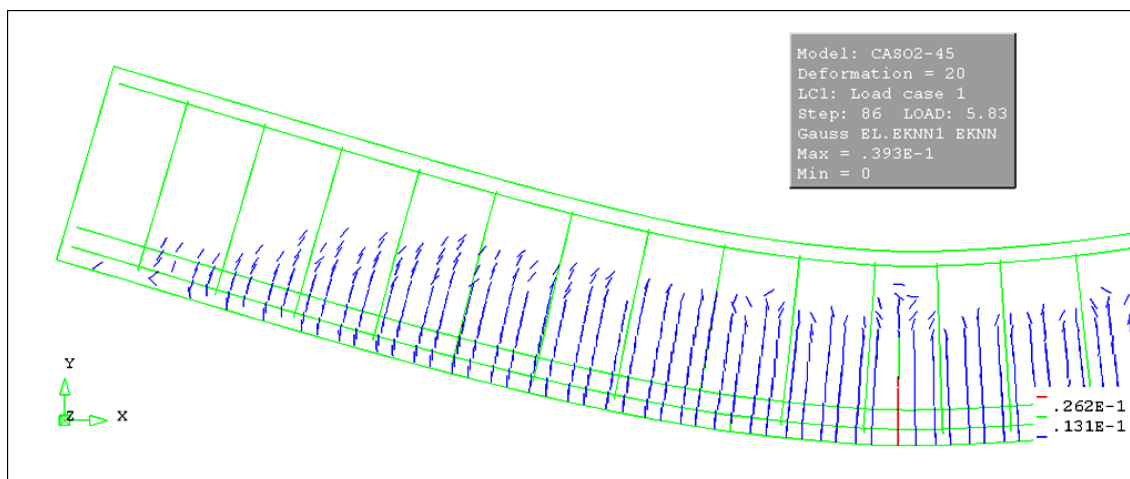 Model: CASO2-45
Deformation = 20
LC1: Load case 1
Step: 86 LOAD: 5.83
Gauss EL.EKNN1 EKNN
Max = .393E-1
Min = 0
Y
Z X
.262E-1
.131E-1